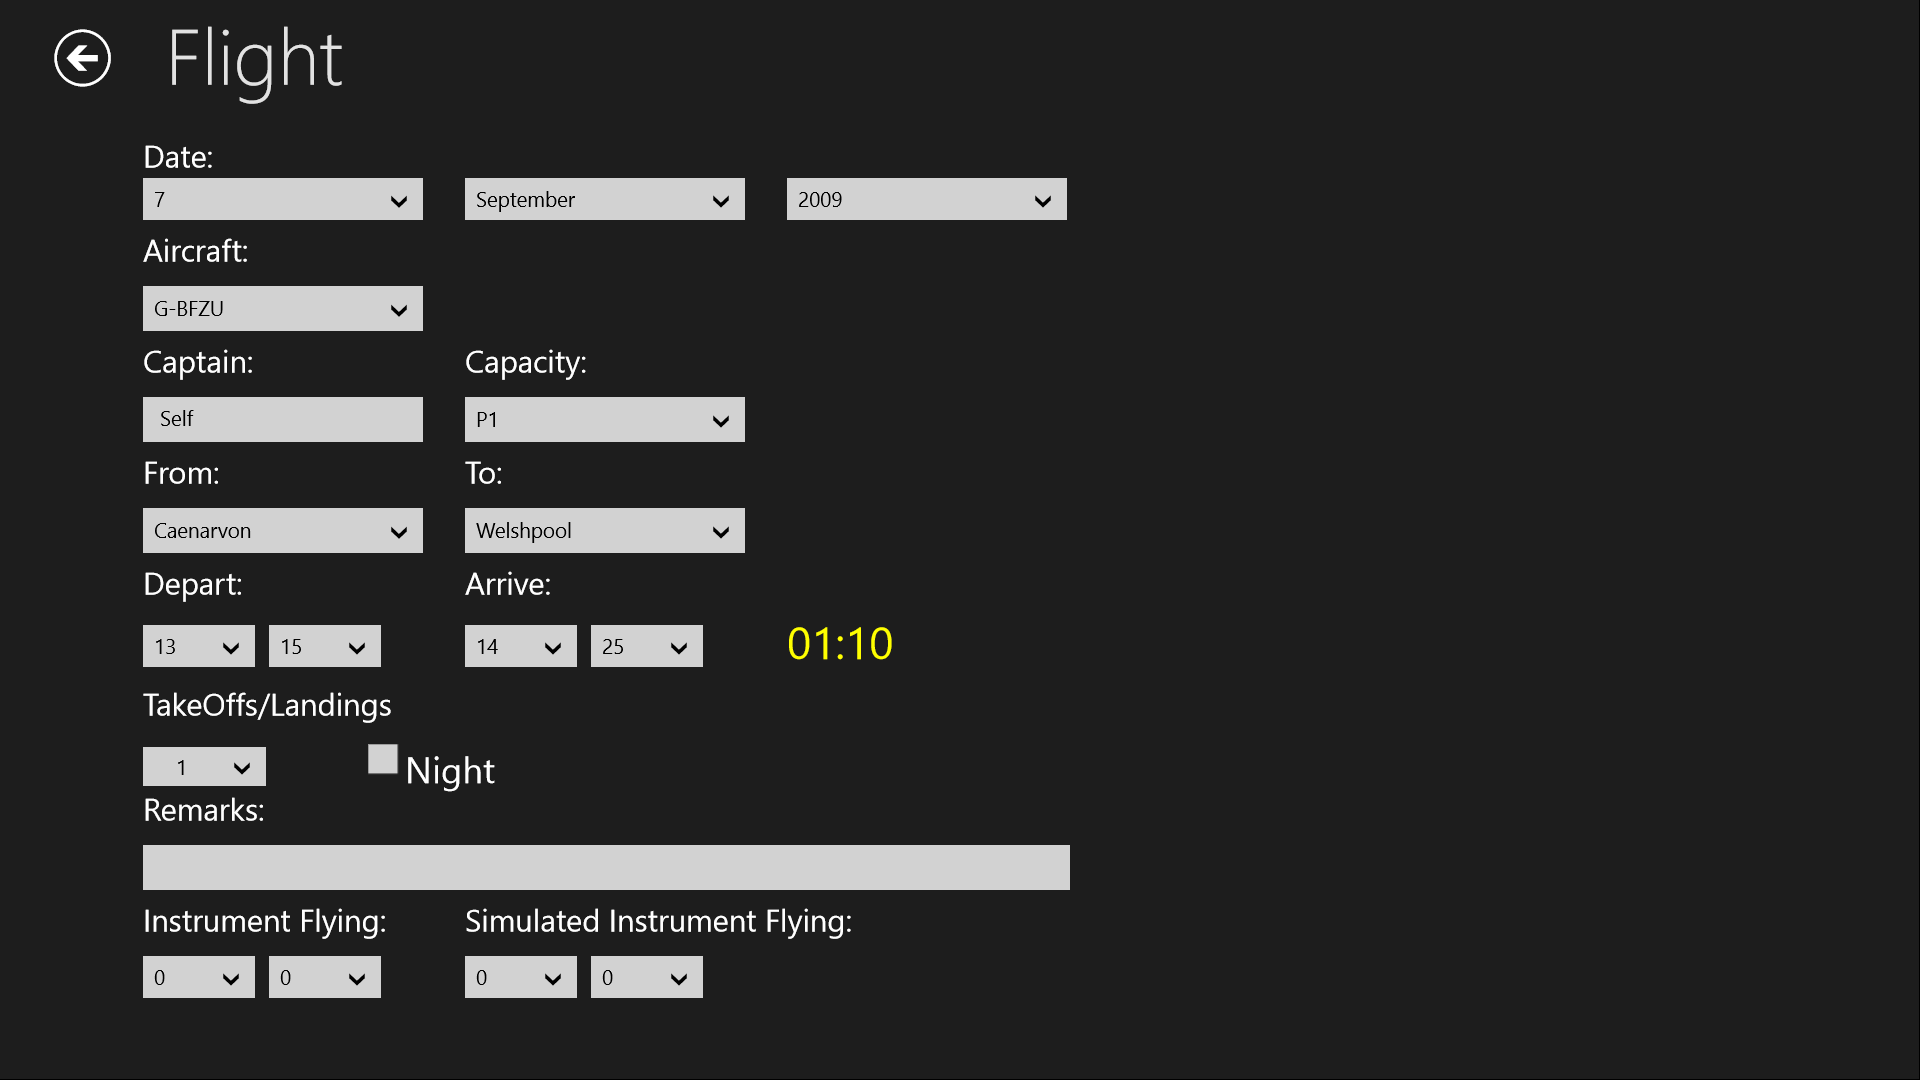 Flight
Date:
7 September 2009
Aircraft:
G-BFZU
Captain: Capacity:
Self P1
From: To:
Caenarvon Welshpool
Depart: Arrive:
13 15 14 25 01:10
TakeOffs/Landings
1 Night
Remarks:
Instrument Flying: Simulated Instrument Flying:
0 0 0 0